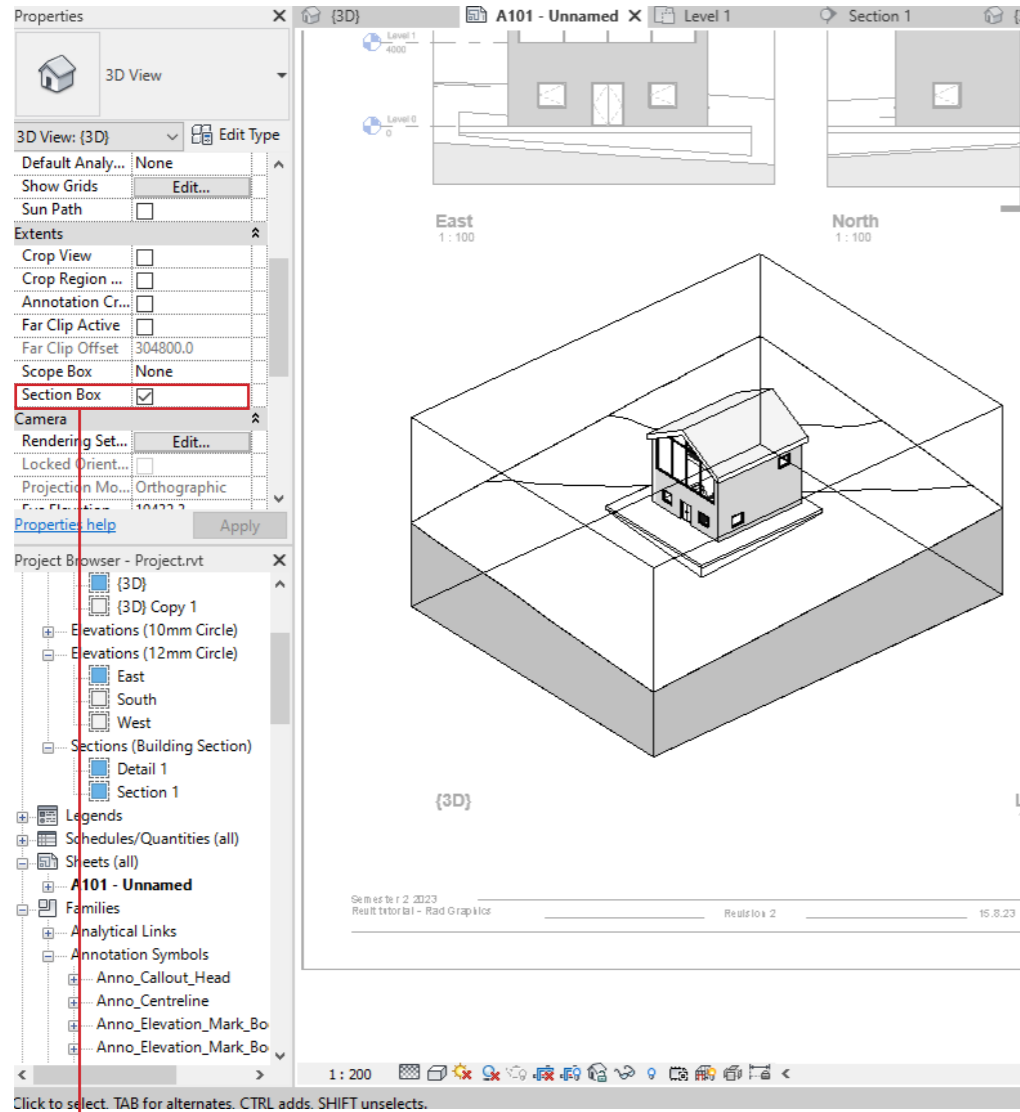 Properties
3D View
3D View: {3D}
Edit Type
Default Analy... None
Show Grids Edit...
Sun Path
Extents
Crop View
Crop Region ...
Annotation Cr...
Far Clip Active
Far Clip Offset 304800.0
Scope Box None
Section Box
Camera
Rendering Set... Edit...
Locked Orient...
Projection Mo... Orthographic
Properties help
Apply
Project Browser - Project.rvt
{3D}
{3D} Copy 1
Elevations (10mm Circle)
Elevations (12mm Circle)
East
South
West
Sections (Building Section)
Detail 1
Section 1
Legends
Schedules/Quantities (all)
Sheets (all)
A101 - Unnamed
Families
Analytical Links
Annotation Symbols
Anno_Callout_Head
Anno_Centreline
Anno_Elevation_Mark_Bo
Anno_Elevation_Mark_Bo
{3D}
A101 - Unnamed
Level 1
Section 1
Level 1
4000
Level 0
0
East
1 : 100
North
1 : 100
{3D}
Semester 2 2023
Revit tutorial - Rad Graphics
Revision 2
15.8.23
1 : 200
Click to select, TAB for alternates, CTRL adds, SHIFT unselects.